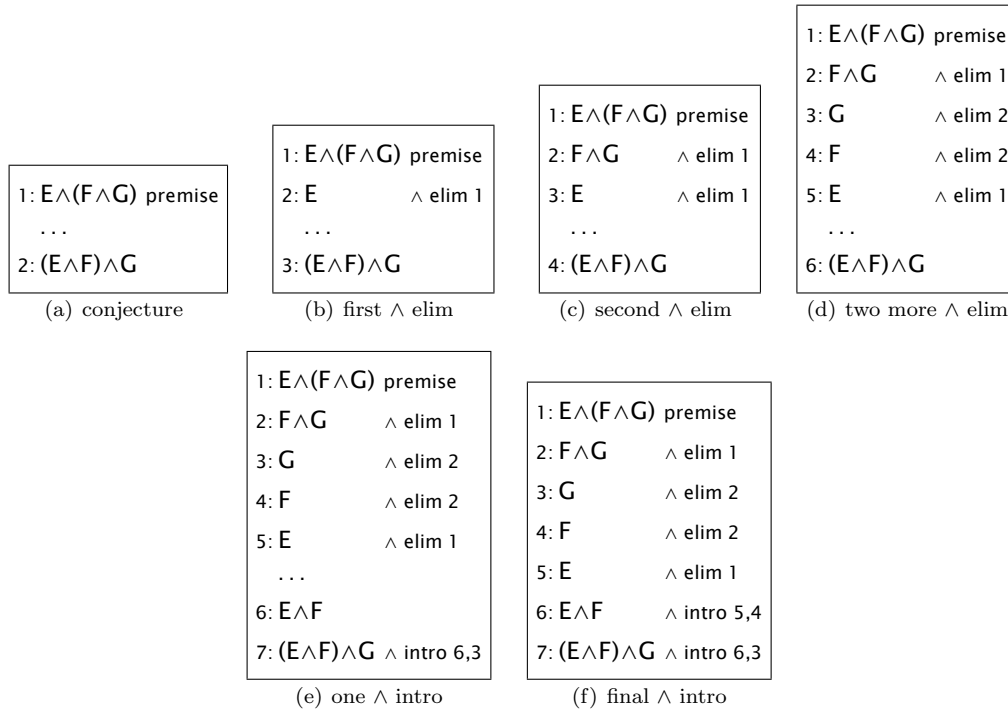 1: E∧(F∧G) premise
...
2: (E∧F)∧G
(a) conjecture
1: E∧(F∧G) premise
2: E ∧ elim 1
...
3: (E∧F)∧G
(b) first ∧ elim
1: E∧(F∧G) premise
2: F∧G ∧ elim 1
3: E ∧ elim 1
...
4: (E∧F)∧G
(c) second ∧ elim
1: E∧(F∧G) premise
2: F∧G ∧ elim 1
3: G ∧ elim 2
4: F ∧ elim 2
5: E ∧ elim 1
...
6: (E∧F)∧G
(d) two more ∧ elim
1: E∧(F∧G) premise
2: F∧G ∧ elim 1
3: G ∧ elim 2
4: F ∧ elim 2
5: E ∧ elim 1
...
6: E∧F
7: (E∧F)∧G ∧ intro 6,3
(e) one ∧ intro
1: E∧(F∧G) premise
2: F∧G ∧ elim 1
3: G ∧ elim 2
4: F ∧ elim 2
5: E ∧ elim 1
6: E∧F ∧ intro 5,4
7: (E∧F)∧G ∧ intro 6,3
(f) final ∧ intro